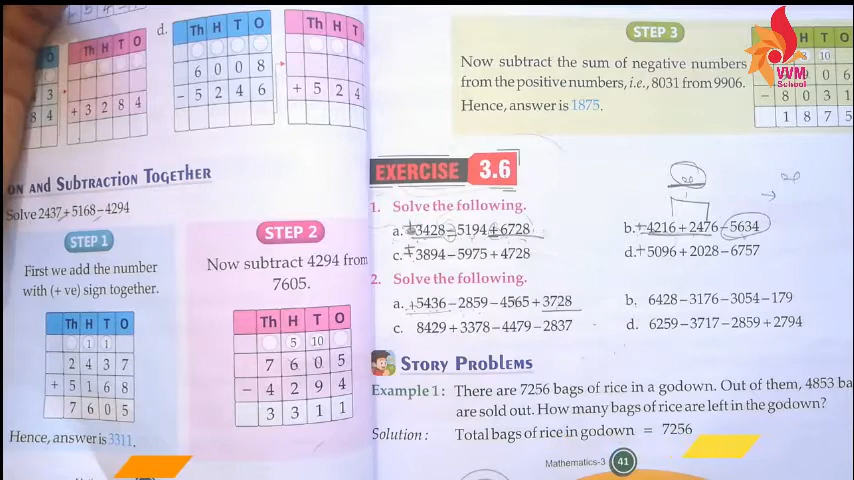 d.
Th H T O
3 2 8 4
+
Th H T O
6 0 0 8
- 5 2 4 6
Th H T
+ 5 2 4
ON AND SUBTRACTION TOGETHER
Solve 2437+5168-4294
STEP 1
First we add the number
with (+ ve) sign together.
Th H T O
1 1
2 4 3 7
+ 5 1 6 8
7 6 0 5
Hence, answer is 3311.
STEP 2
Now subtract 4294 from
7605.
Th H T O
5 10
7 6 0 5
- 4 2 9 4
3 3 1 1
STEP 3
Now subtract the sum of negative numbers
from the positive numbers, i.e., 8031 from 9906.
Hence, answer is 1875.
H T O
10
0 6
- 8 0 3 1
1 8 7 5
VVM
School
EXERCISE 3.6
1. Solve the following.
a. +3428-5194+6728
b. +4216+2476-5634
c. +3894-5975+4728
d. +5096+2028-6757
2. Solve the following.
a. +5436-2859-4565+3728
b. 6428-3176-3054-179
c. 8429+3378-4479-2837
d. 6259-3717-2859+2794
STORY PROBLEMS
Example 1: There are 7256 bags of rice in a godown. Out of them, 4853 ba
are sold out. How many bags of rice are left in the godown?
Solution: Total bags of rice in godown = 7256
Mathematics-3 41